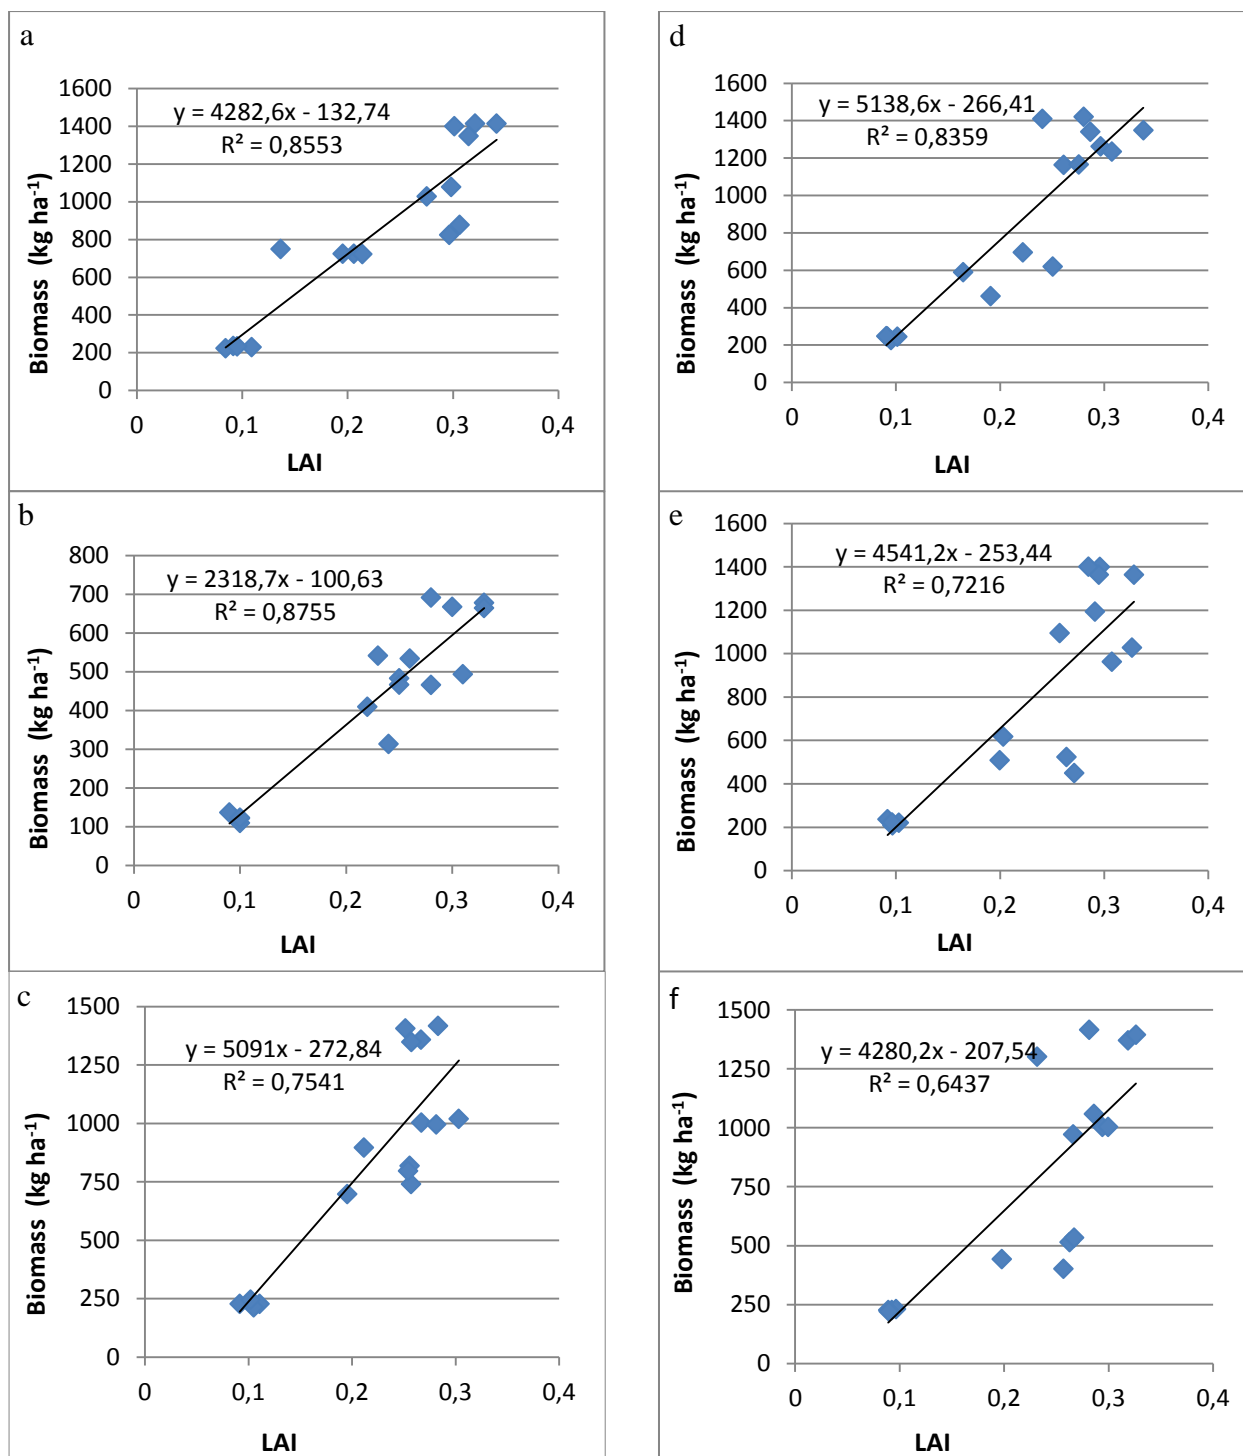 a
y = 4282,6x - 132,74
R² = 0,8553
Biomass (kg ha⁻¹)
1600
1400
1200
1000
800
600
400
200
0
0 0,1 0,2 0,3 0,4
LAI
b
y = 2318,7x - 100,63
R² = 0,8755
Biomass (kg ha⁻¹)
800
700
600
500
400
300
200
100
0
0 0,1 0,2 0,3 0,4
LAI
c
y = 5091x - 272,84
R² = 0,7541
Biomass (kg ha⁻¹)
1500
1250
1000
750
500
250
0
0 0,1 0,2 0,3 0,4
LAI
d
y = 5138,6x - 266,41
R² = 0,8359
Biomass (kg ha⁻¹)
1600
1400
1200
1000
800
600
400
200
0
0 0,1 0,2 0,3 0,4
LAI
e
y = 4541,2x - 253,44
R² = 0,7216
Biomass (kg ha⁻¹)
1600
1400
1200
1000
800
600
400
200
0
0 0,1 0,2 0,3 0,4
LAI
f
y = 4280,2x - 207,54
R² = 0,6437
Biomass (kg ha⁻¹)
1500
1250
1000
750
500
250
0
0 0,1 0,2 0,3 0,4
LAI